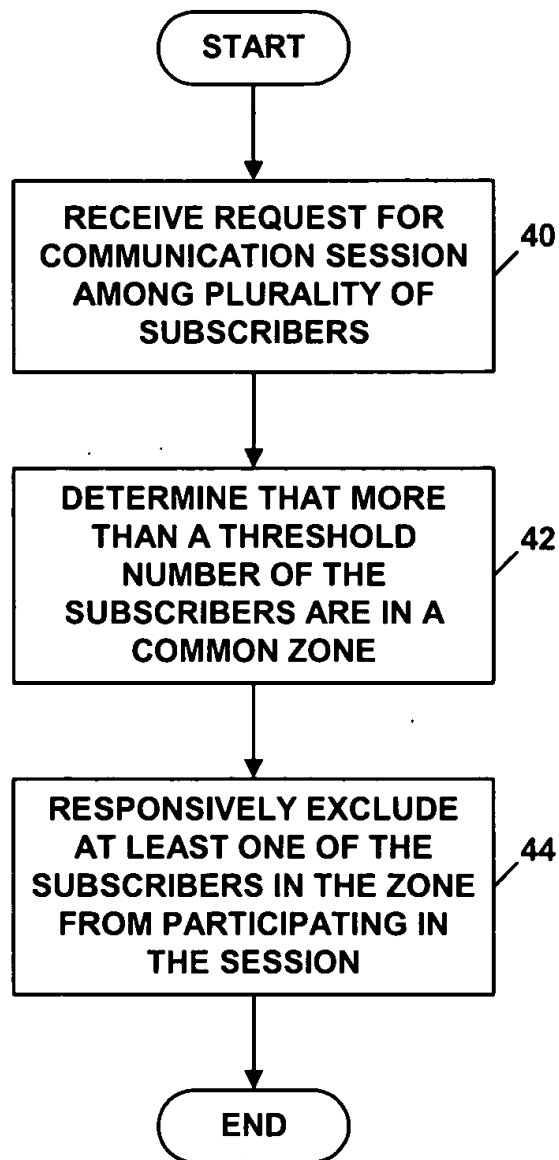 START
RECEIVE REQUEST FOR
COMMUNICATION SESSION
AMONG PLURALITY OF
SUBSCRIBERS
40
DETERMINE THAT MORE
THAN A THRESHOLD
NUMBER OF THE
SUBSCRIBERS ARE IN A
COMMON ZONE
42
RESPONSIVELY EXCLUDE
AT LEAST ONE OF THE
SUBSCRIBERS IN THE ZONE
FROM PARTICIPATING IN
THE SESSION
44
END